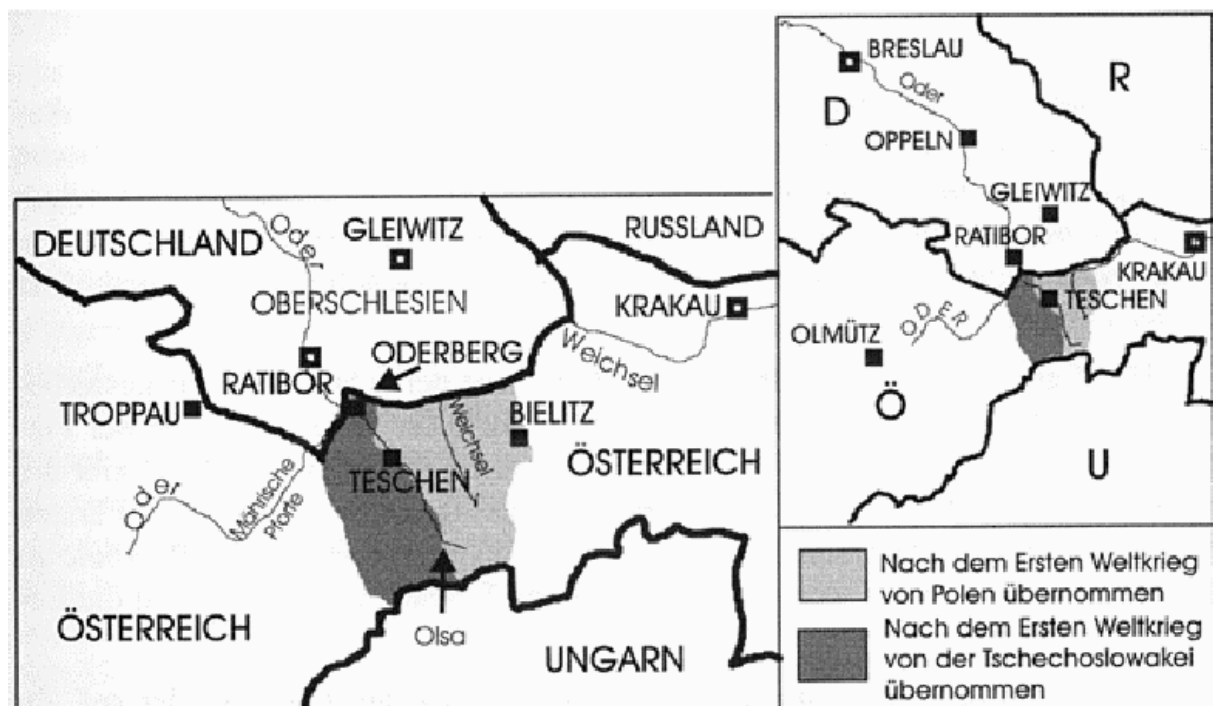 DEUTSCHLAND
Oder
GLEIWITZ
RUSSLAND
OBERSCHLESIEN
KRAKAU
Weichsel
ODERBERG
RATIBOR
TROPPAU
Weichsel
BIELITZ
TESCHEN
ÖSTERREICH
Oder
Mährische
Pforte
ÖSTERREICH
Olsa
UNGARN
BRESLAU
R
Oder
D
OPPELN
GLEIWITZ
RATIBOR
KRAKAU
TESCHEN
ODER
OLMÜTZ
Ö
U
Nach dem Ersten Weltkrieg
von Polen übernommen
Nach dem Ersten Weltkrieg
von der Tschechoslowakei
übernommen